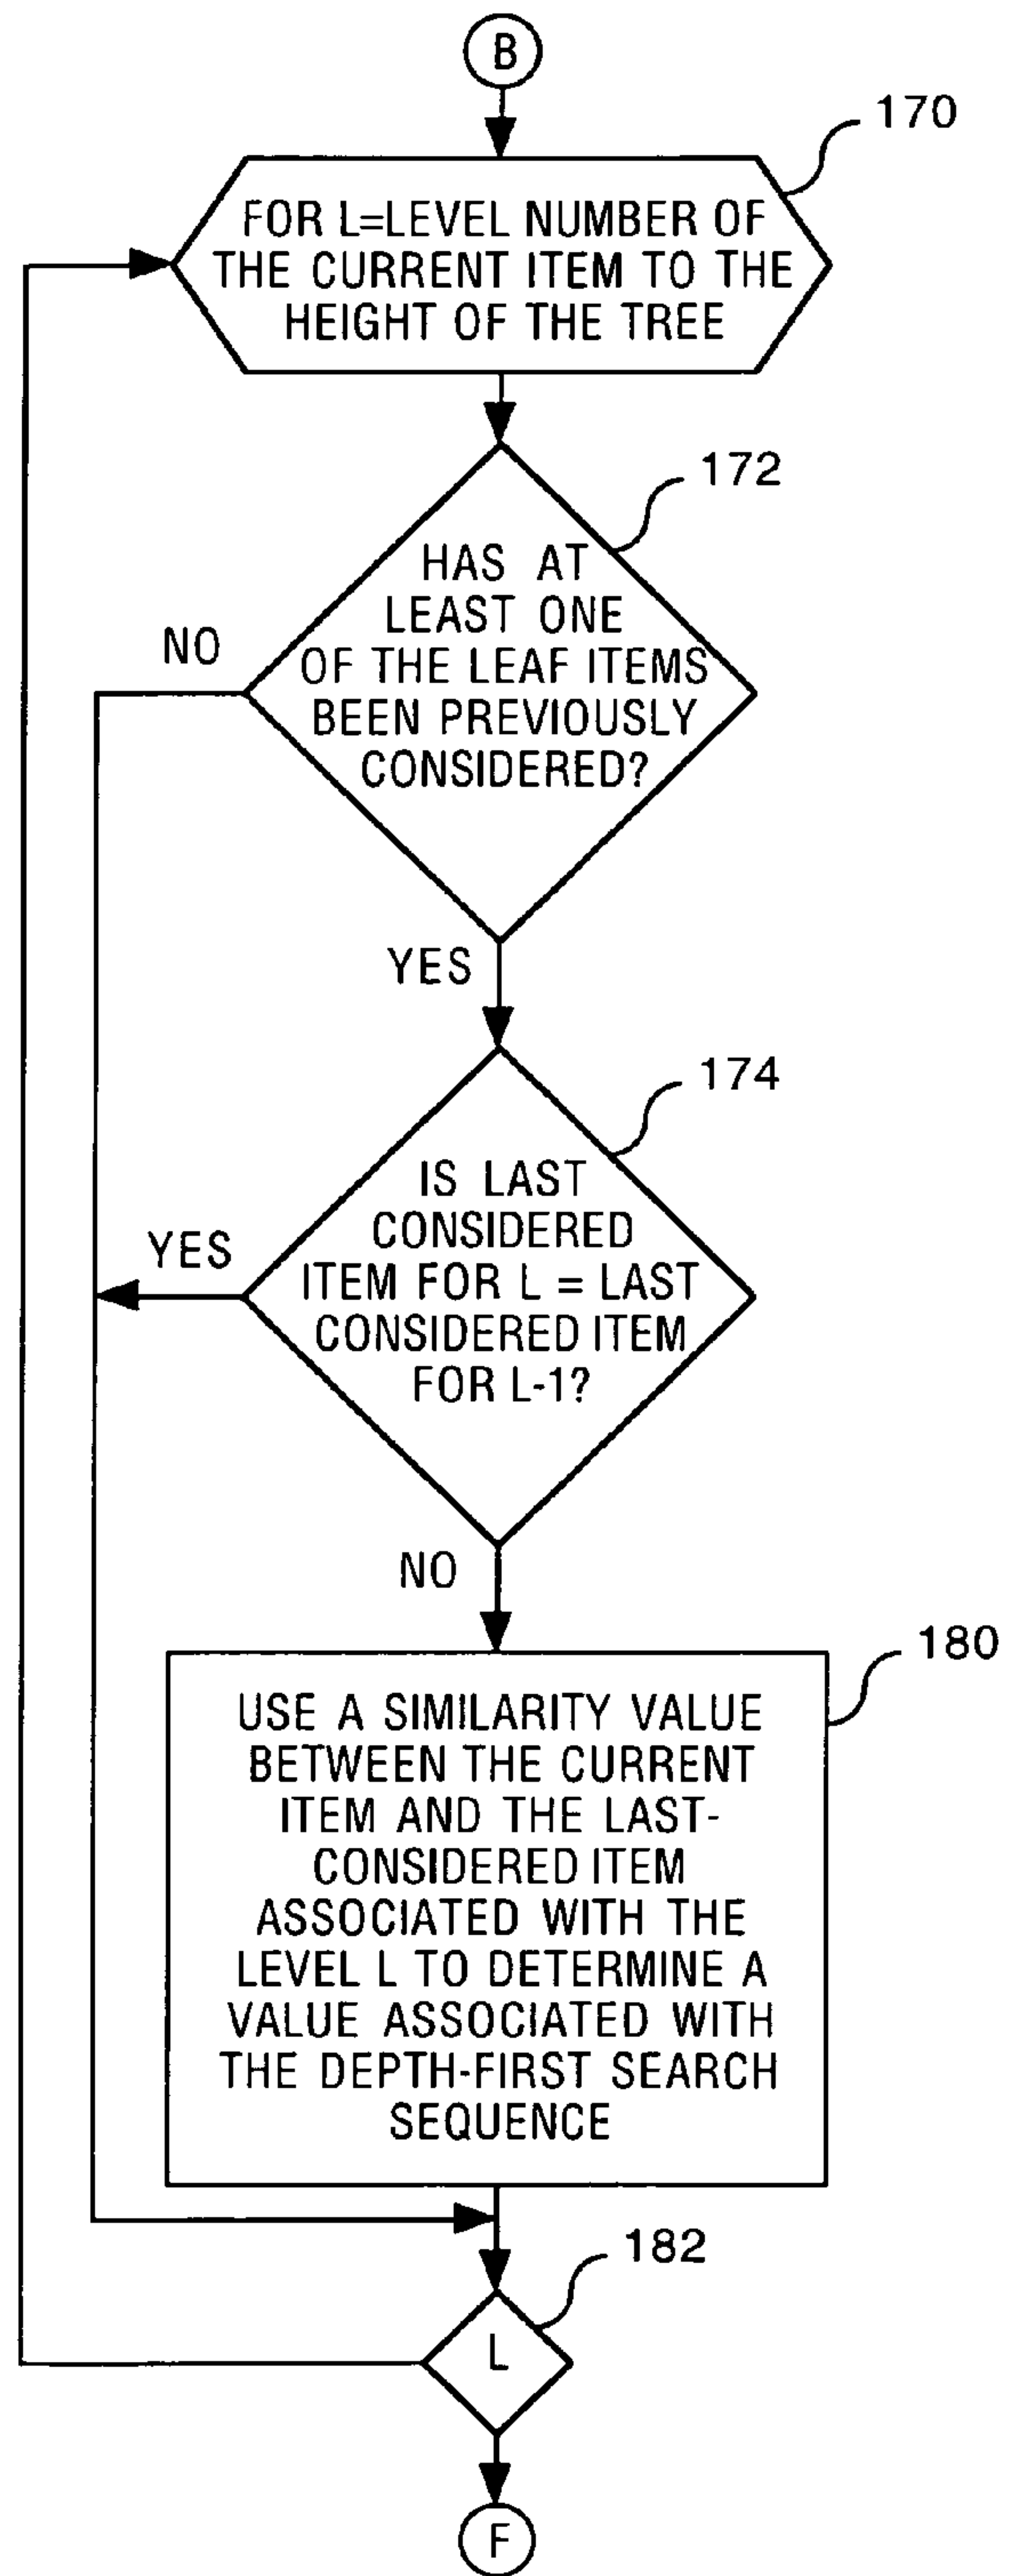 B
170
FOR L=LEVEL NUMBER OF
THE CURRENT ITEM TO THE
HEIGHT OF THE TREE
172
HAS AT
LEAST ONE
OF THE LEAF ITEMS
BEEN PREVIOUSLY
CONSIDERED?
NO
YES
174
IS LAST
CONSIDERED
ITEM FOR L = LAST
CONSIDERED ITEM
FOR L-1?
YES
NO
180
USE A SIMILARITY VALUE
BETWEEN THE CURRENT
ITEM AND THE LAST-
CONSIDERED ITEM
ASSOCIATED WITH THE
LEVEL L TO DETERMINE A
VALUE ASSOCIATED WITH
THE DEPTH-FIRST SEARCH
SEQUENCE
182
L
F